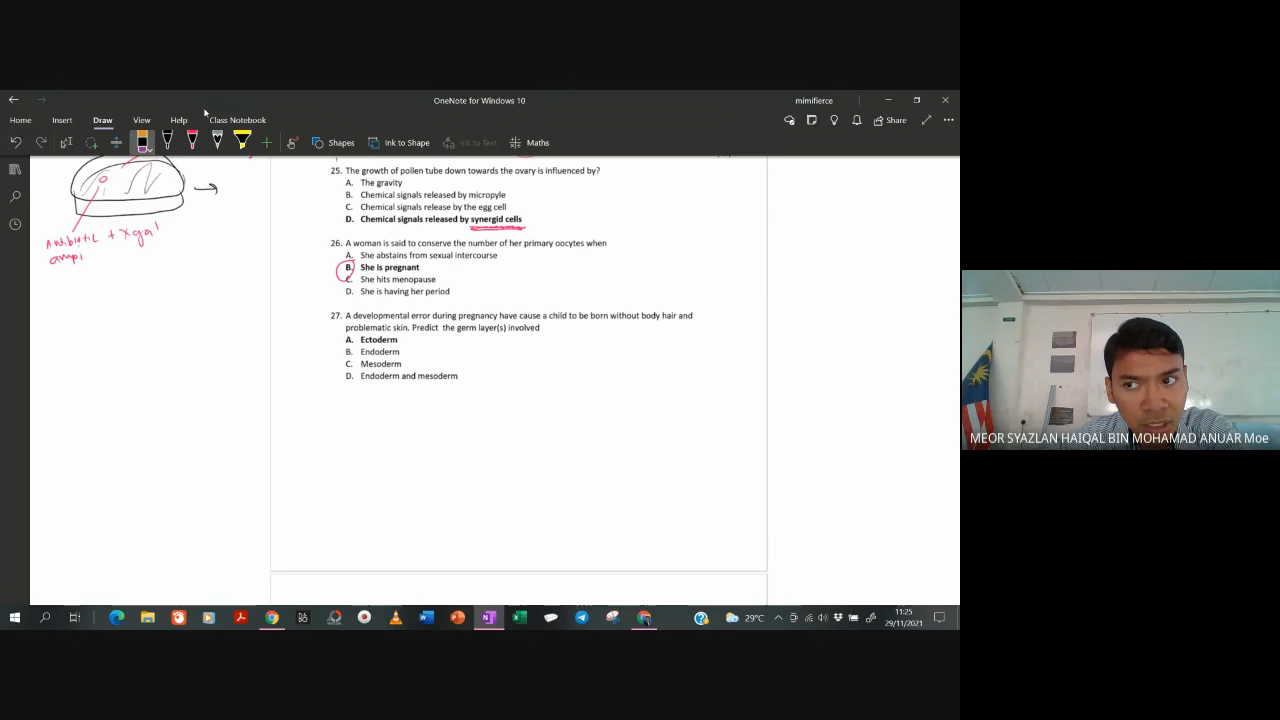 OneNote for Windows 10
mimifierce
Home
Insert
Draw
View
Help
Class Notebook
Share
Shapes
Ink to Shape
Ink to Text
Maths
25. The growth of pollen tube down towards the ovary is influenced by?
A. The gravity
B. Chemical signals released by micropyle
C. Chemical signals release by the egg cell
D. Chemical signals released by synergid cells
Antibiotic + X gal
ampi
26. A woman is said to conserve the number of her primary oocytes when
A. She abstains from sexual intercourse
B. She is pregnant
C. She hits menopause
D. She is having her period
27. A developmental error during pregnancy have cause a child to be born without body hair and
problematic skin. Predict the germ layer(s) involved
A. Ectoderm
B. Endoderm
C. Mesoderm
D. Endoderm and mesoderm
MEOR SYAZLAN HAIQAL BIN MOHAMAD ANUAR Moe
29°C
11:25
29/11/2021